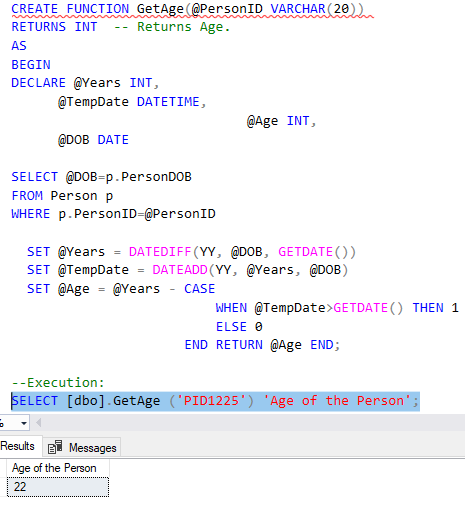 CREATE FUNCTION GetAge(@PersonID VARCHAR(20))
RETURNS INT  -- Returns Age.
AS
BEGIN
DECLARE @Years INT,
@TempDate DATETIME,
@Age INT,
@DOB DATE
SELECT @DOB=p.PersonDOB
FROM Person p
WHERE p.PersonID=@PersonID
SET @Years = DATEDIFF(YY, @DOB, GETDATE())
SET @TempDate = DATEADD(YY, @Years, @DOB)
SET @Age = @Years - CASE
WHEN @TempDate>GETDATE() THEN 1
ELSE 0
END RETURN @Age END;
--Execution:
SELECT [dbo].GetAge ('PID1225') 'Age of the Person';
Results Messages
Age of the Person
22